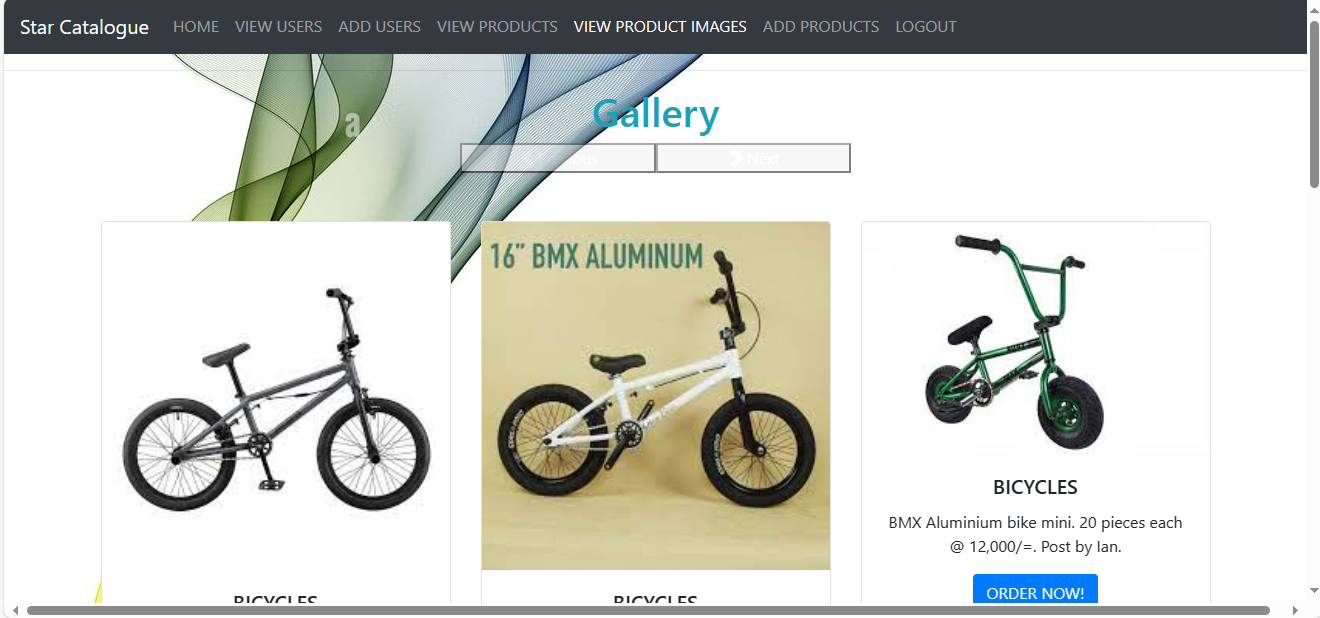 Star Catalogue HOME VIEW USERS ADD USERS VIEW PRODUCTS VIEW PRODUCT IMAGES ADD PRODUCTS LOGOUT
a
Gallery
Next
16" BMX ALUMINUM
BICYCLES
BMX Aluminium bike mini. 20 pieces each
@ 12,000/=. Post by Ian.
BICYCLES BICYCLES ORDER NOW!